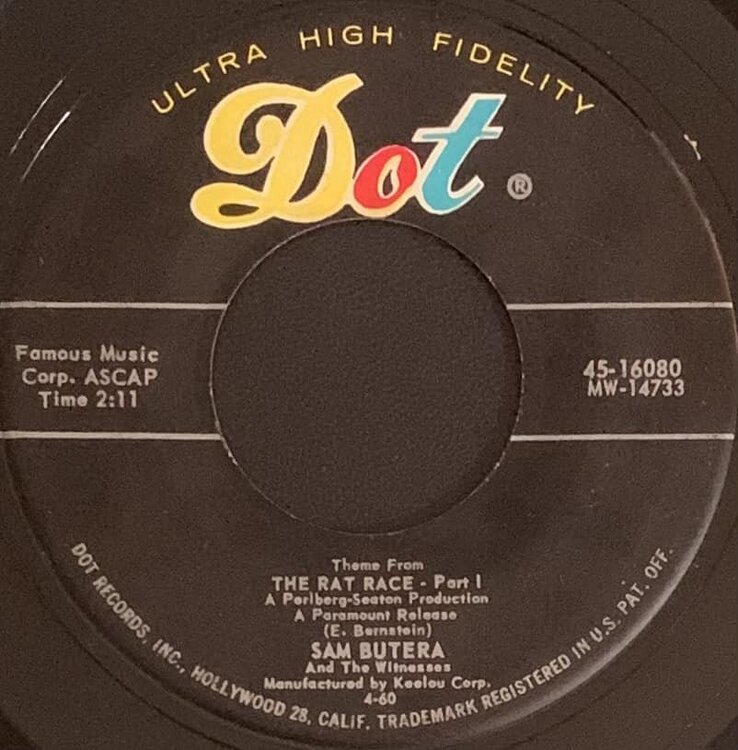 ULTRA HIGH FIDELITY
Dot ®
Famous Music
Corp. ASCAP
Time 2:11
45-16080
MW-14733
Theme From
THE RAT RACE - Part I
A Perlberg-Seaton Production
A Paramount Release
(E. Bernstein)
SAM BUTERA
And The Witnesses
Manufactured by Keelou Corp.
4-60
DOT RECORDS, INC., HOLLYWOOD 28, CALIF. TRADEMARK REGISTERED IN U.S. PAT. OFF.